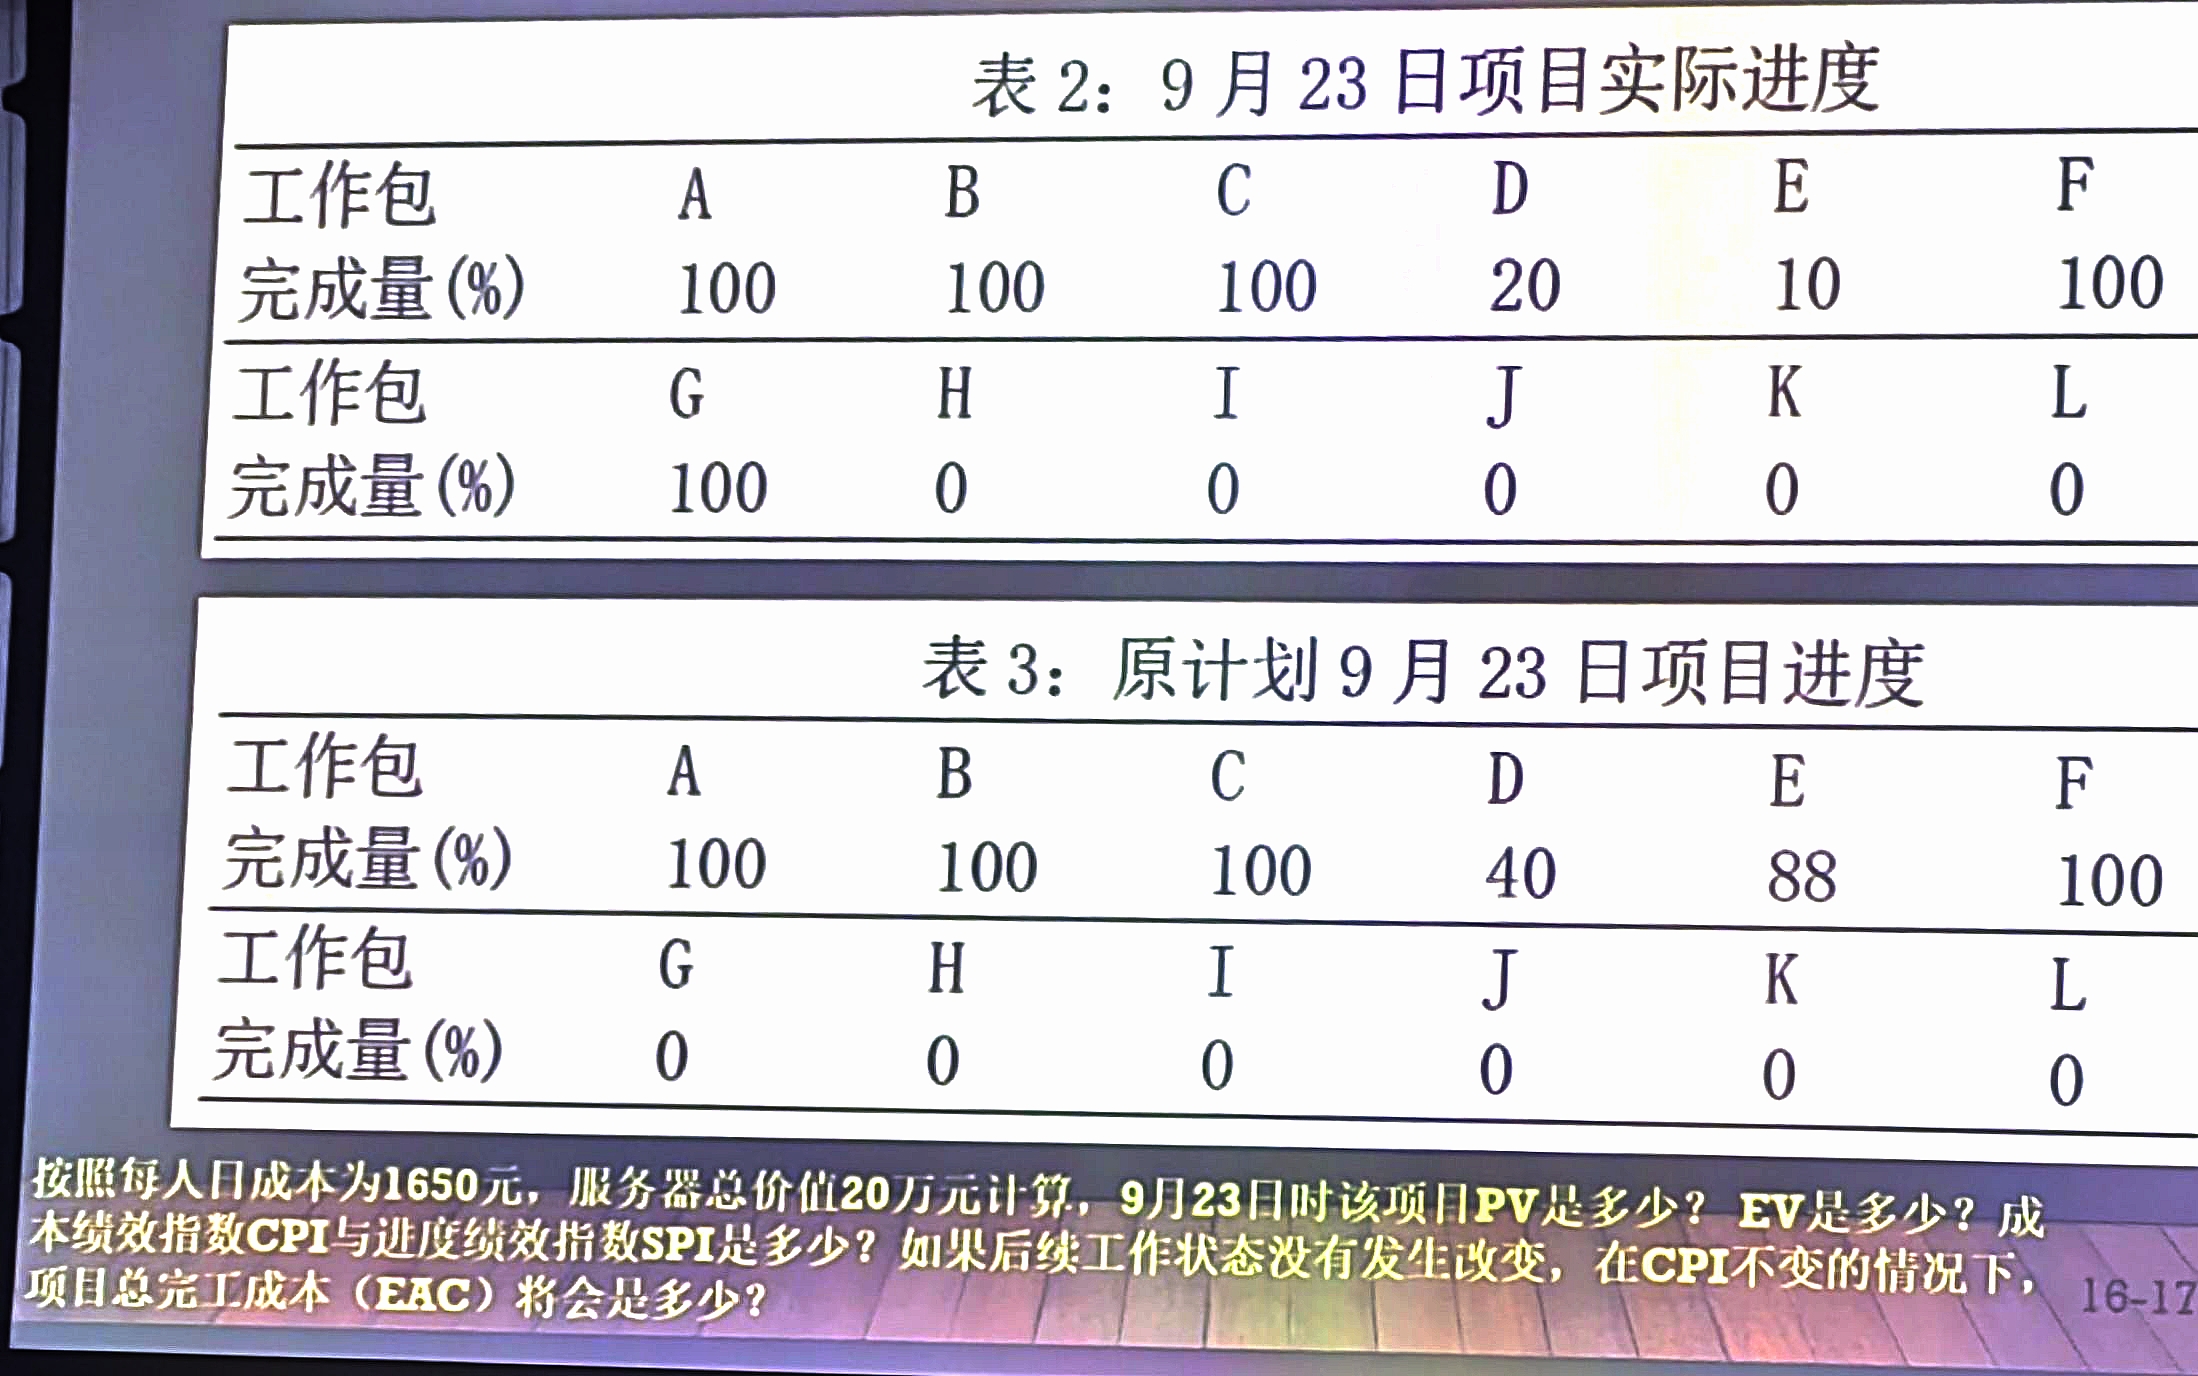 表 2：9 月 23 日项目实际进度
工作包 A B C D E F
完成量(%) 100 100 100 20 10 100
工作包 G H I J K L
完成量(%) 100 0 0 0 0 0
表 3：原计划 9 月 23 日项目进度
工作包 A B C D E F
完成量(%) 100 100 100 40 88 100
工作包 G H I J K L
完成量(%) 0 0 0 0 0 0
按照每人日成本为1650元，服务器总价值20万元计算，9月23日时该项目PV是多少？EV是多少？成
本绩效指数CPI与进度绩效指数SPI是多少？如果后续工作状态没有发生改变，在CPI不变的情况下，
项目总完工成本（EAC）将会是多少？
16-17